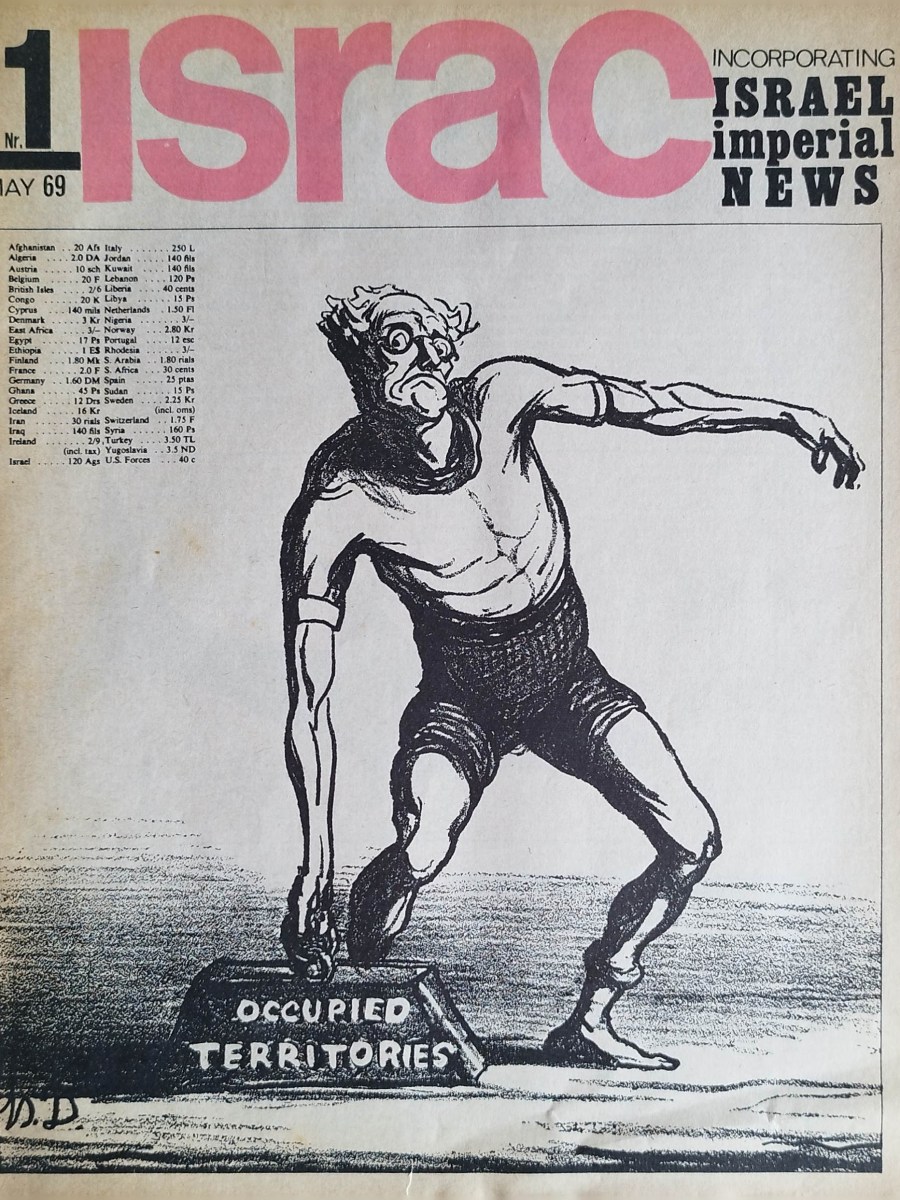 Nr. 1
MAY 69
israc
INCORPORATING
ISRAEL
imperial
NEWS
Afghanistan . . 20 Afs
Algeria . . . . 2.0 DA
Austria . . . . . 10 sch
Belgium . . . . . 20 F
British Isles . . . 2/6
Congo . . . . . 20 K
Cyprus . . . 140 mils
Denmark . . . . 3 Kr
East Africa . . . . 3/–
Egypt . . . . . 17 Ps
Ethiopia . . . . 1 E$
Finland . . . 1.80 Mk
France . . . . 2.0 F
Germany . 1.60 DM
Ghana . . . . . 45 Ps
Greece . . . . 12 Drs
Iceland . . . . . 16 Kr
Iran . . . . . 30 rials
Iraq . . . . . 140 fils
Ireland . . . . . 2/9
(incl. tax)
Israel . . . . . 120 Ags
Italy . . . . . . . 250 L
Jordan . . . . . 140 fils
Kuwait . . . . 140 fils
Lebanon . . . . 120 Ps
Liberia . . . . 40 cents
Libya . . . . . . 15 Ps
Netherlands . 1.50 Fl
Nigeria . . . . . . . 3/–
Norway . . . 2.80 Kr
Portugal . . . . 12 esc
Rhodesia . . . . . 3/–
S. Arabia . . 1.80 rials
S. Africa . . . 30 cents
Spain . . . . . 25 ptas
Sudan . . . . . . 15 Ps
Sweden . . . . 2.25 Kr
(incl. oms)
Switzerland . . 1.75 F
Syria . . . . . 160 Ps
Turkey . . . . 3.50 TL
Yugoslavia . . 3.5 ND
U.S. Forces . . . 40 c
OCCUPIED
TERRITORIES